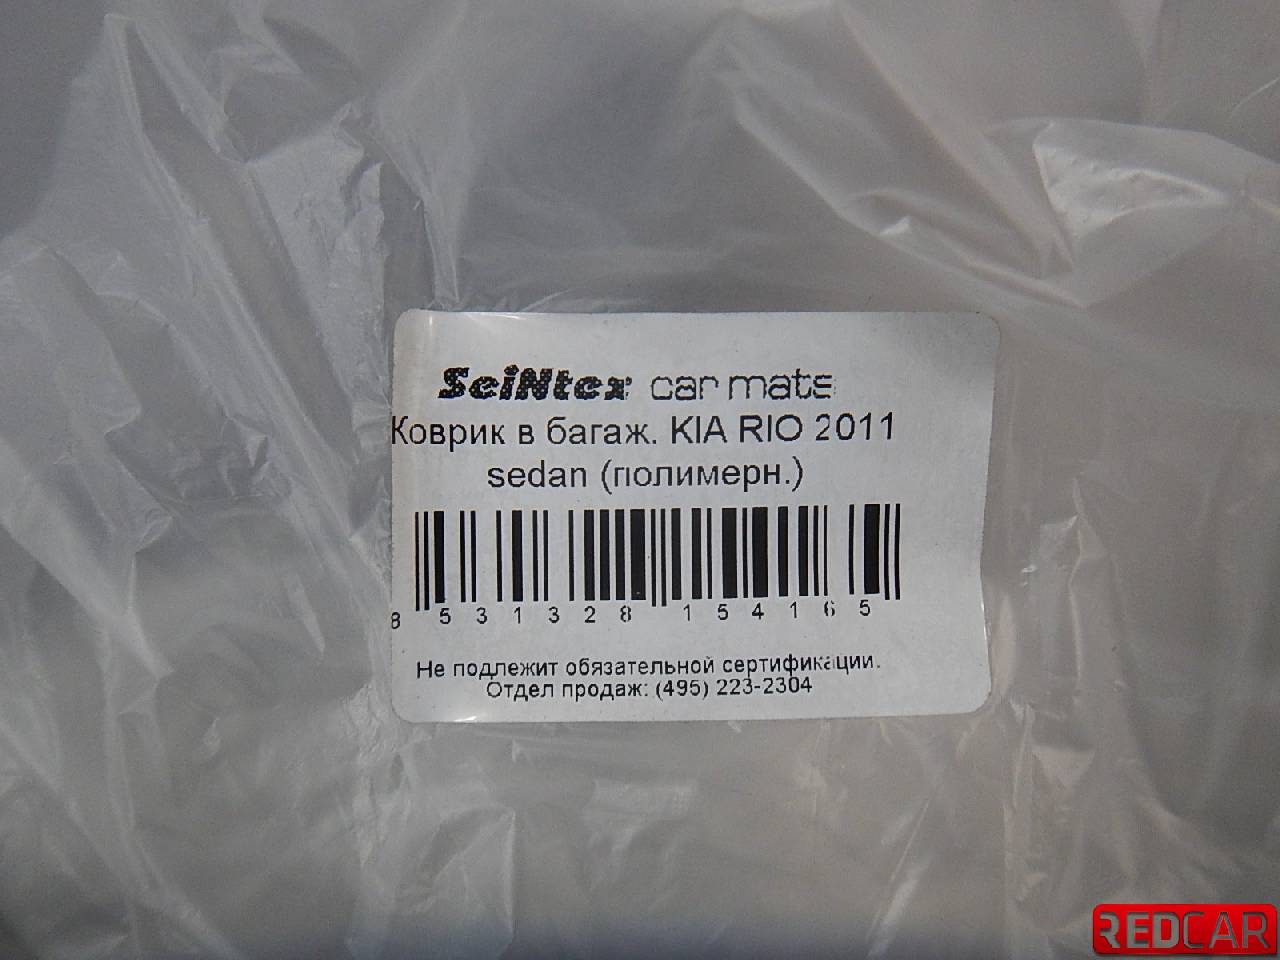 SeiNtex car mats
Коврик в багаж. KIA RIO 2011
sedan (полимерн.)
8 531328 154165
Не подлежит обязательной сертификации.
Отдел продаж: (495) 223-2304
REDCAR